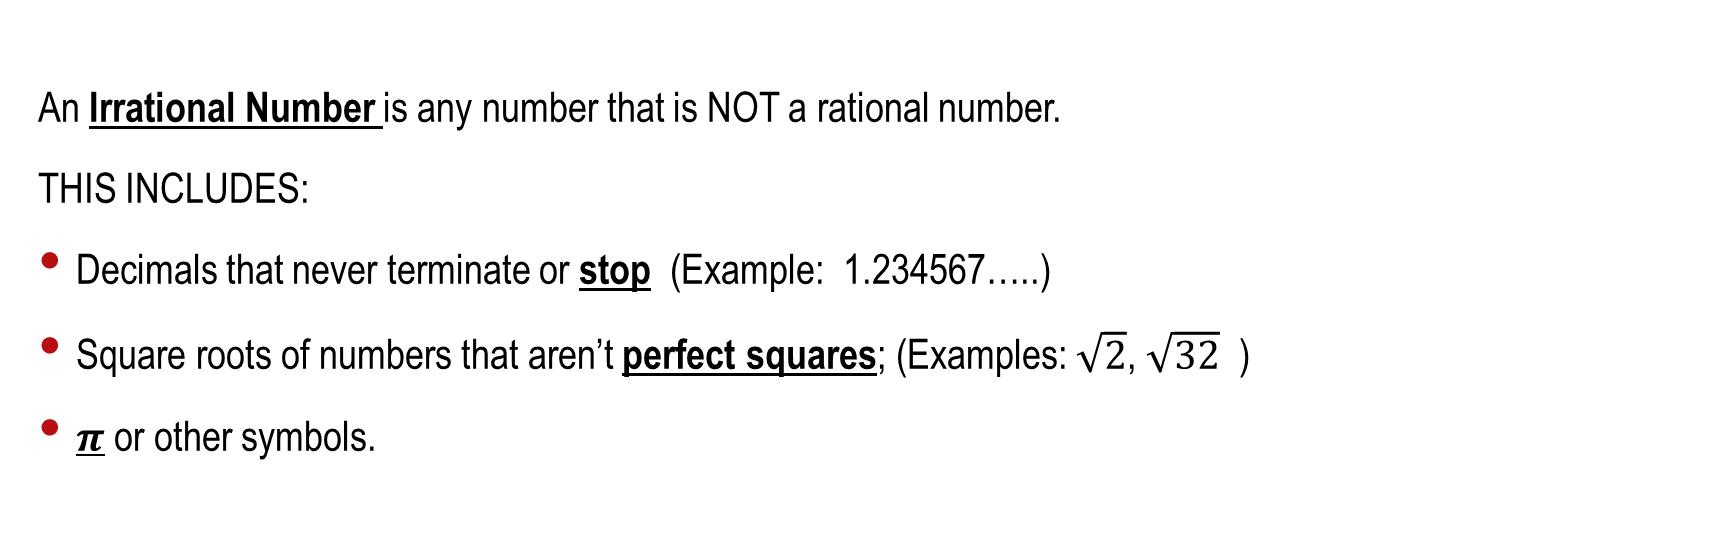 An Irrational Number is any number that is NOT a rational number.
THIS INCLUDES:
• Decimals that never terminate or stop (Example: 1.234567…..)
• Square roots of numbers that aren’t perfect squares; (Examples: √2, √32 )
• π or other symbols.